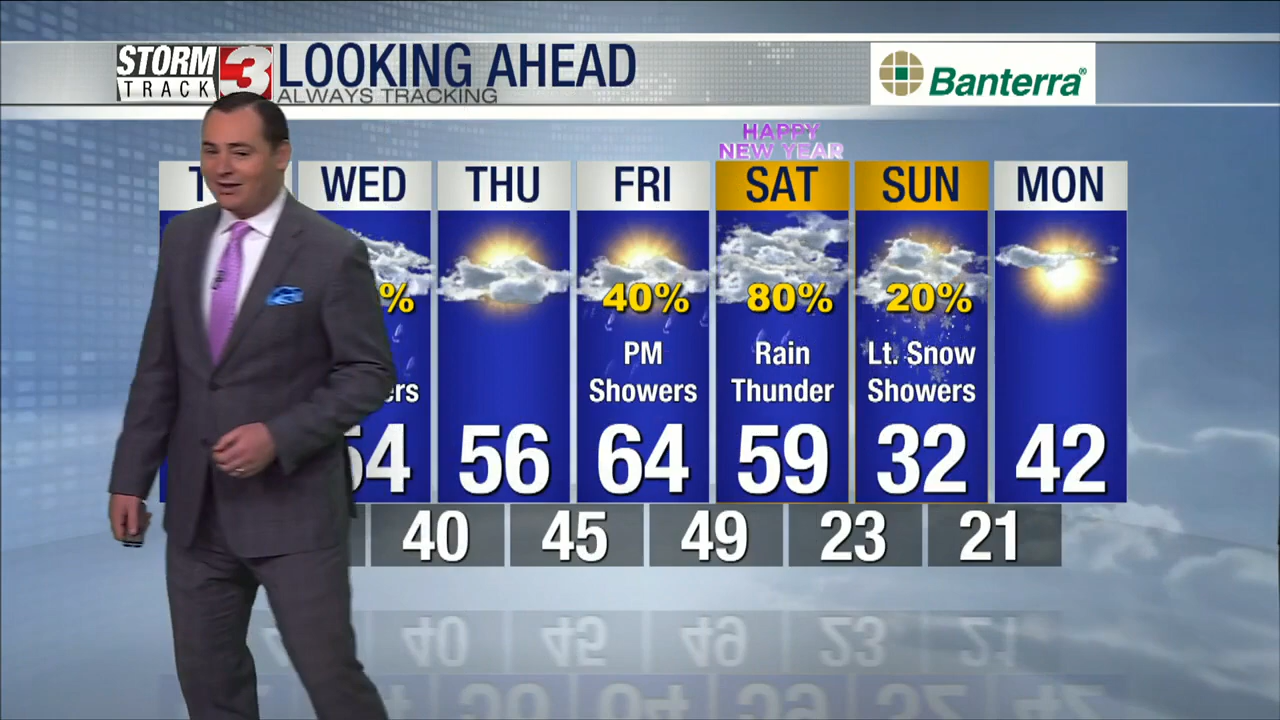 STORM
TRACK
3
LOOKING AHEAD
ALWAYS TRACKING
Banterra®
HAPPY
NEW YEAR
WED THU FRI SAT SUN MON
40% 80% 20%
PM Rain Lt. Snow
Showers Thunder Showers
54 56 64 59 32 42
40 45 49 23 21